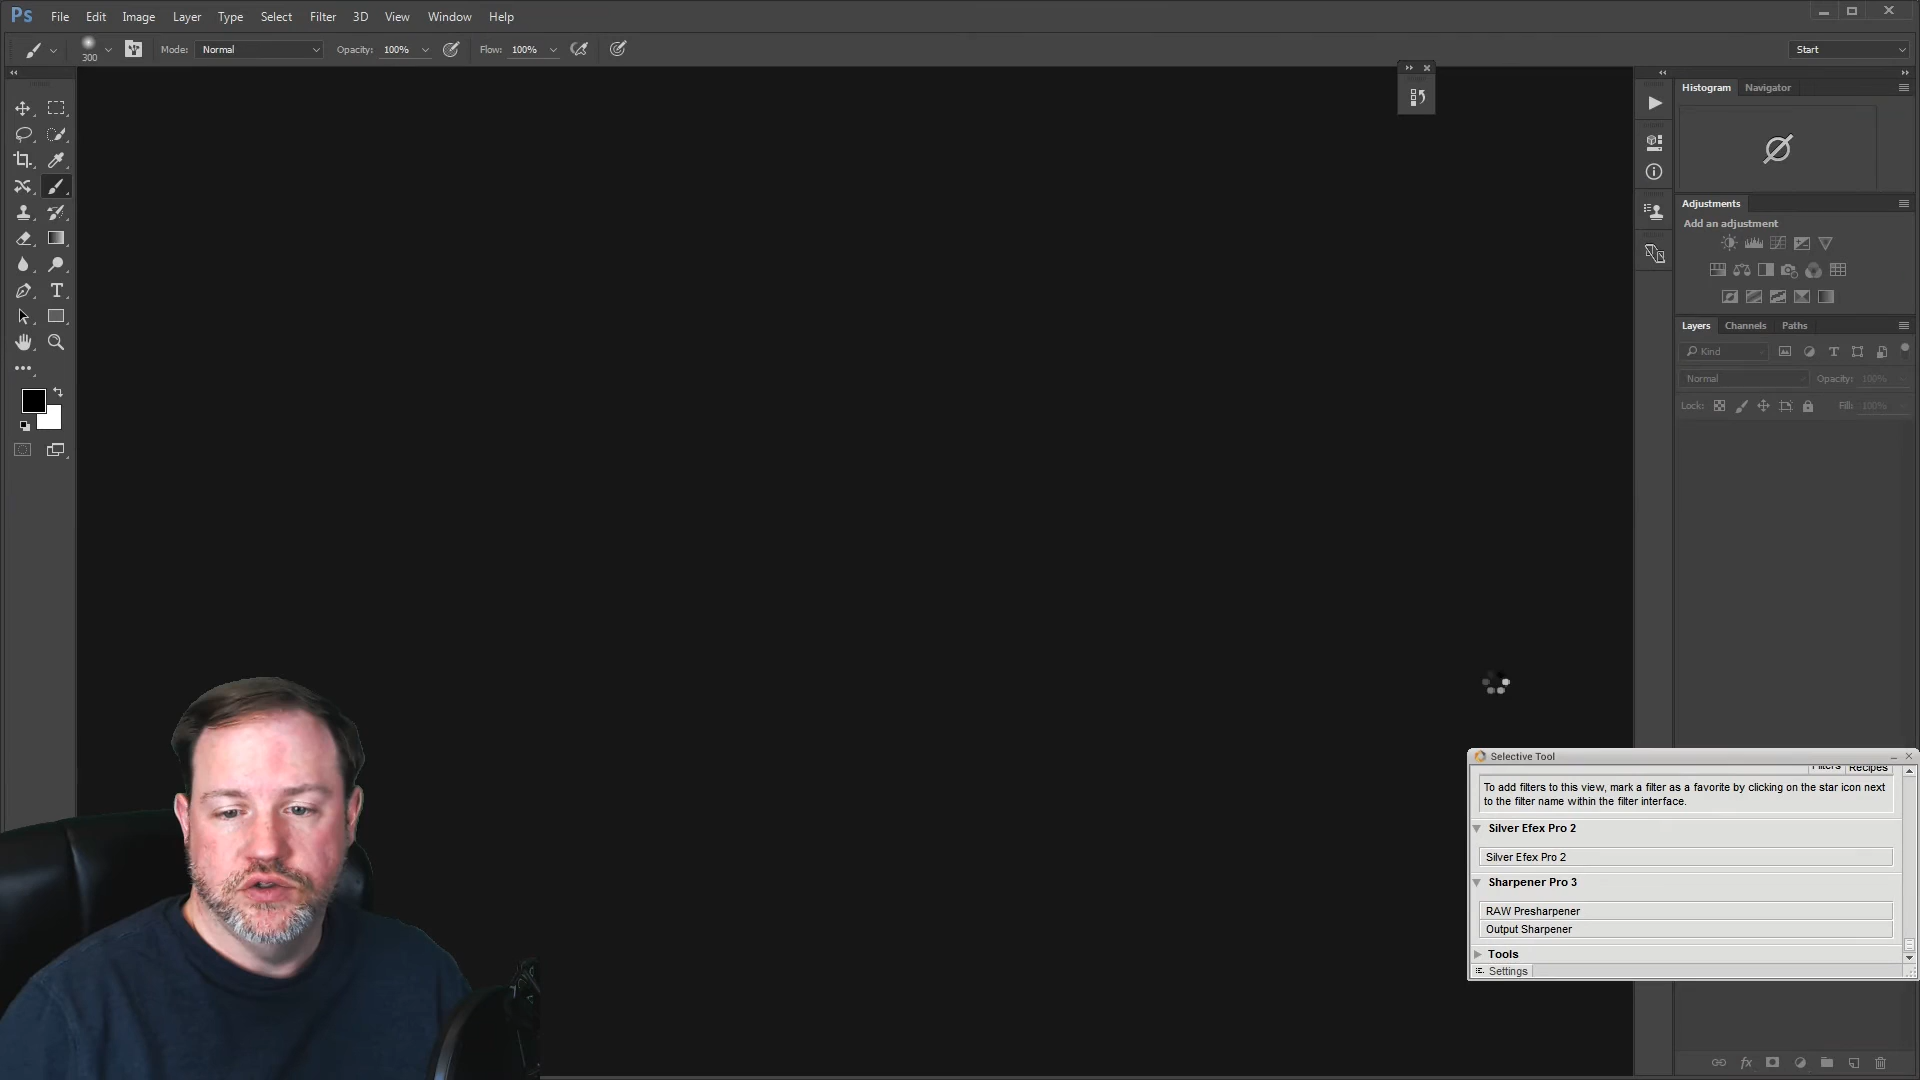 Ps File Edit Image Layer Type Select Filter 3D View Window Help
300 Mode: Normal Opacity: 100% Flow: 100% Start
Histogram Navigator
Adjustments
Add an adjustment
Layers Channels Paths
Kind
Normal Opacity: 100%
Lock: Fill: 100%
Selective Tool
Filters Recipes
To add filters to this view, mark a filter as a favorite by clicking on the star icon next
to the filter name within the filter interface.
Silver Efex Pro 2
Silver Efex Pro 2
Sharpener Pro 3
RAW Presharpener
Output Sharpener
Tools
Settings
fx